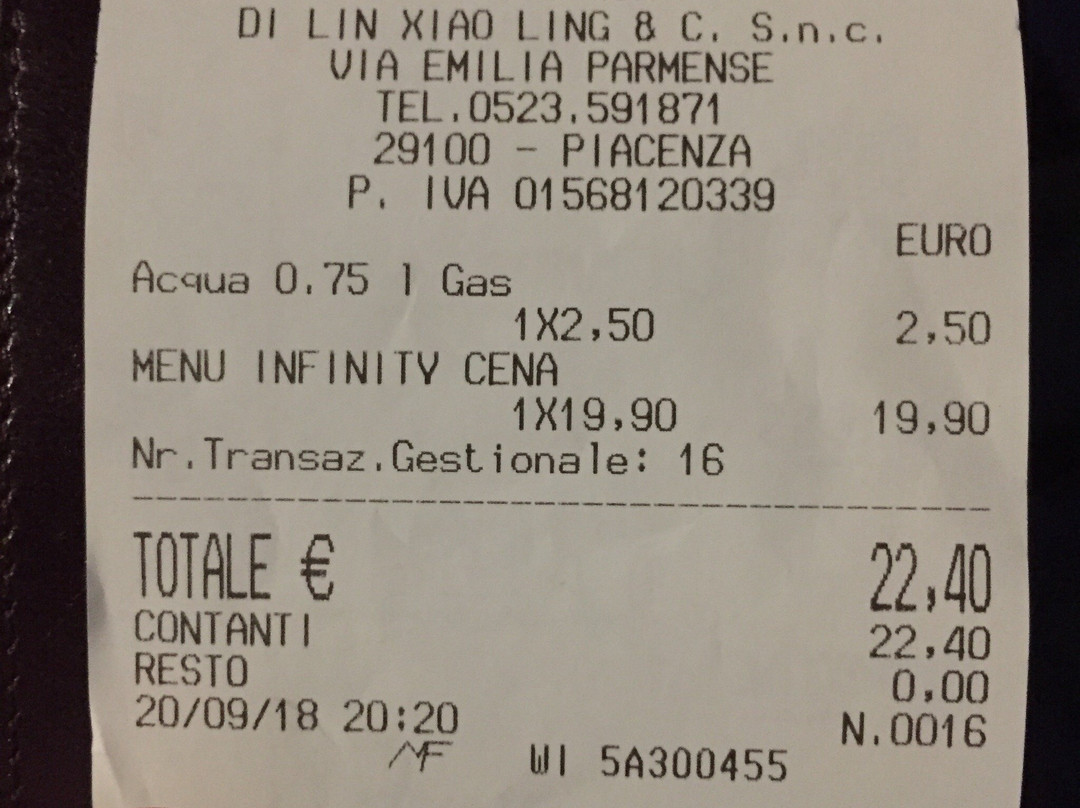 DI LIN XIAO LING & C. S.n.c.
VIA EMILIA PARMENSE
TEL.0523.591871
29100 - PIACENZA
P. IVA 01568120339
EURO
Acqua 0.75 l Gas
1X2,50 2,50
MENU INFINITY CENA
1X19,90 19,90
Nr.Transaz.Gestionale: 16
TOTALE € 22,40
CONTANTI 22,40
RESTO 0,00
20/09/18 20:20 N.0016
MF WI 5A300455